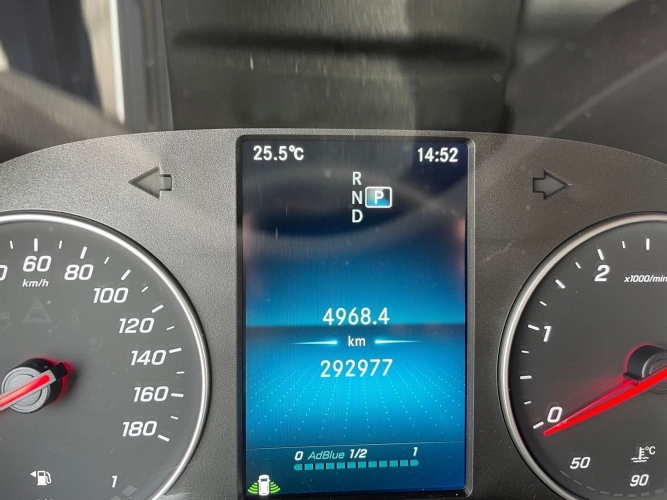 25.5°C 14:52
R
N P
D
60 80 100 120 140 160 180
km/h
1
4968.4
km
292977
0 AdBlue 1/2 1
2 1 0
x1000/min
°C
50 90